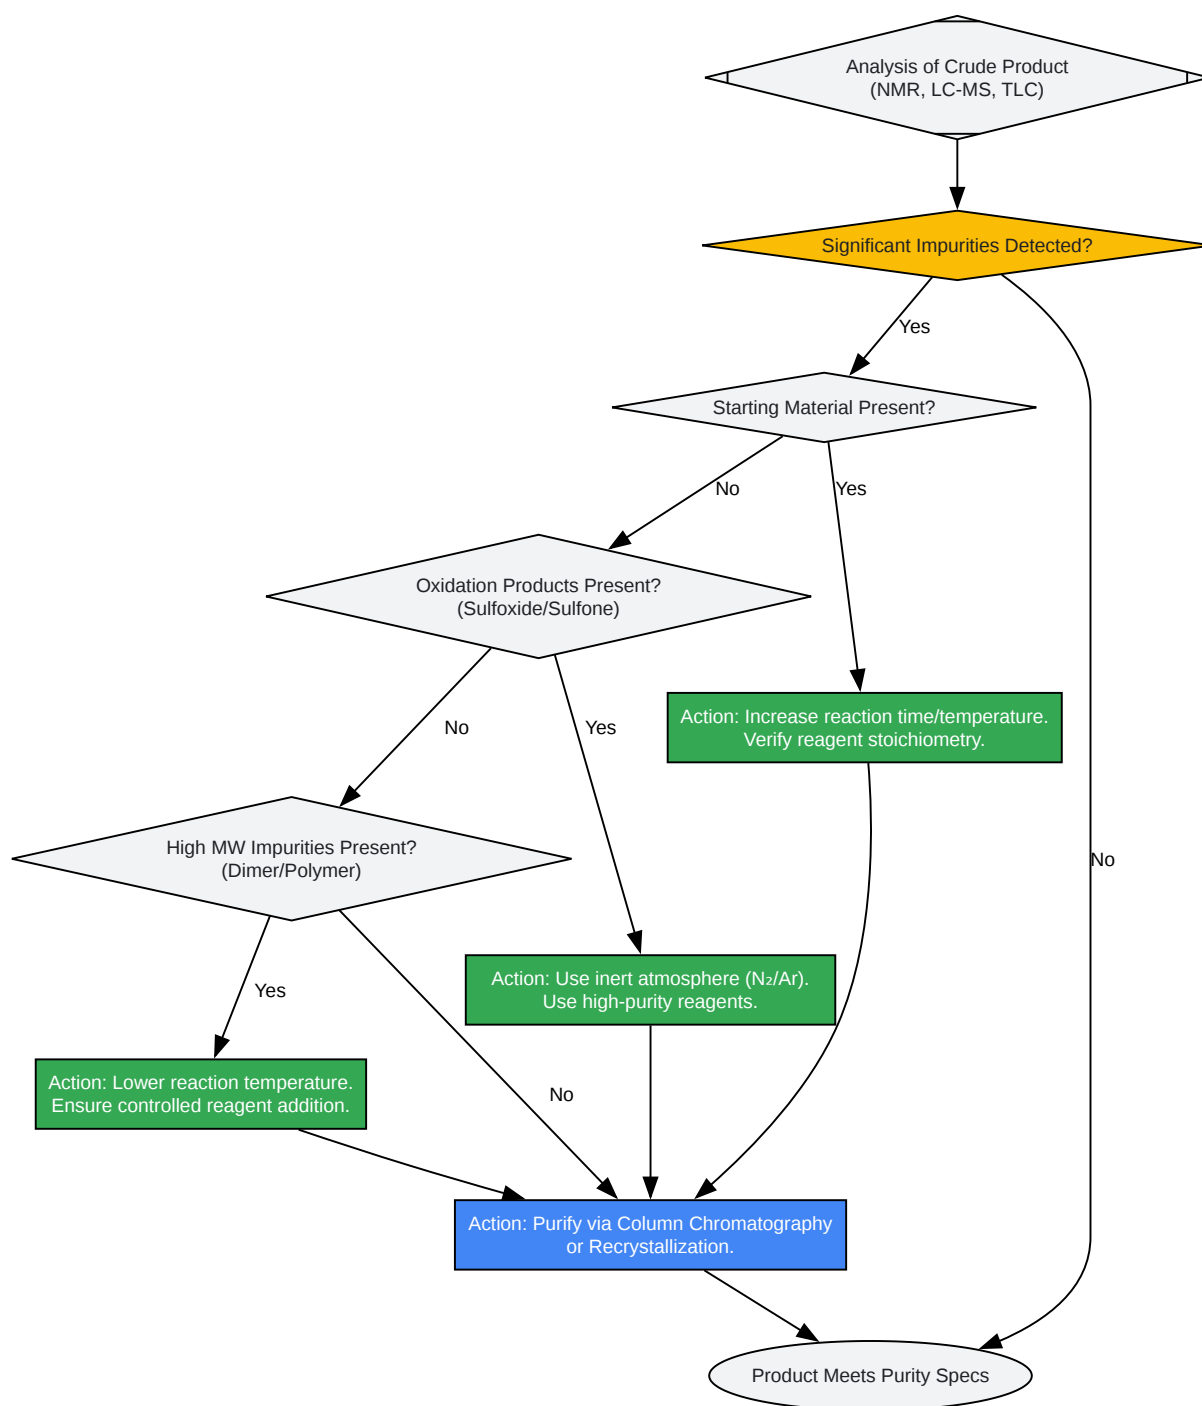 Analysis of Crude Product
(NMR, LC-MS, TLC)
Significant Impurities Detected?
Yes
Starting Material Present?
No
Yes
Oxidation Products Present?
(Sulfoxide/Sulfone)
Action: Increase reaction time/temperature.
Verify reagent stoichiometry.
No
Yes
High MW Impurities Present?
(Dimer/Polymer)
No
Action: Use inert atmosphere (N₂/Ar).
Use high-purity reagents.
Yes
Action: Lower reaction temperature.
Ensure controlled reagent addition.
No
Action: Purify via Column Chromatography
or Recrystallization.
Product Meets Purity Specs